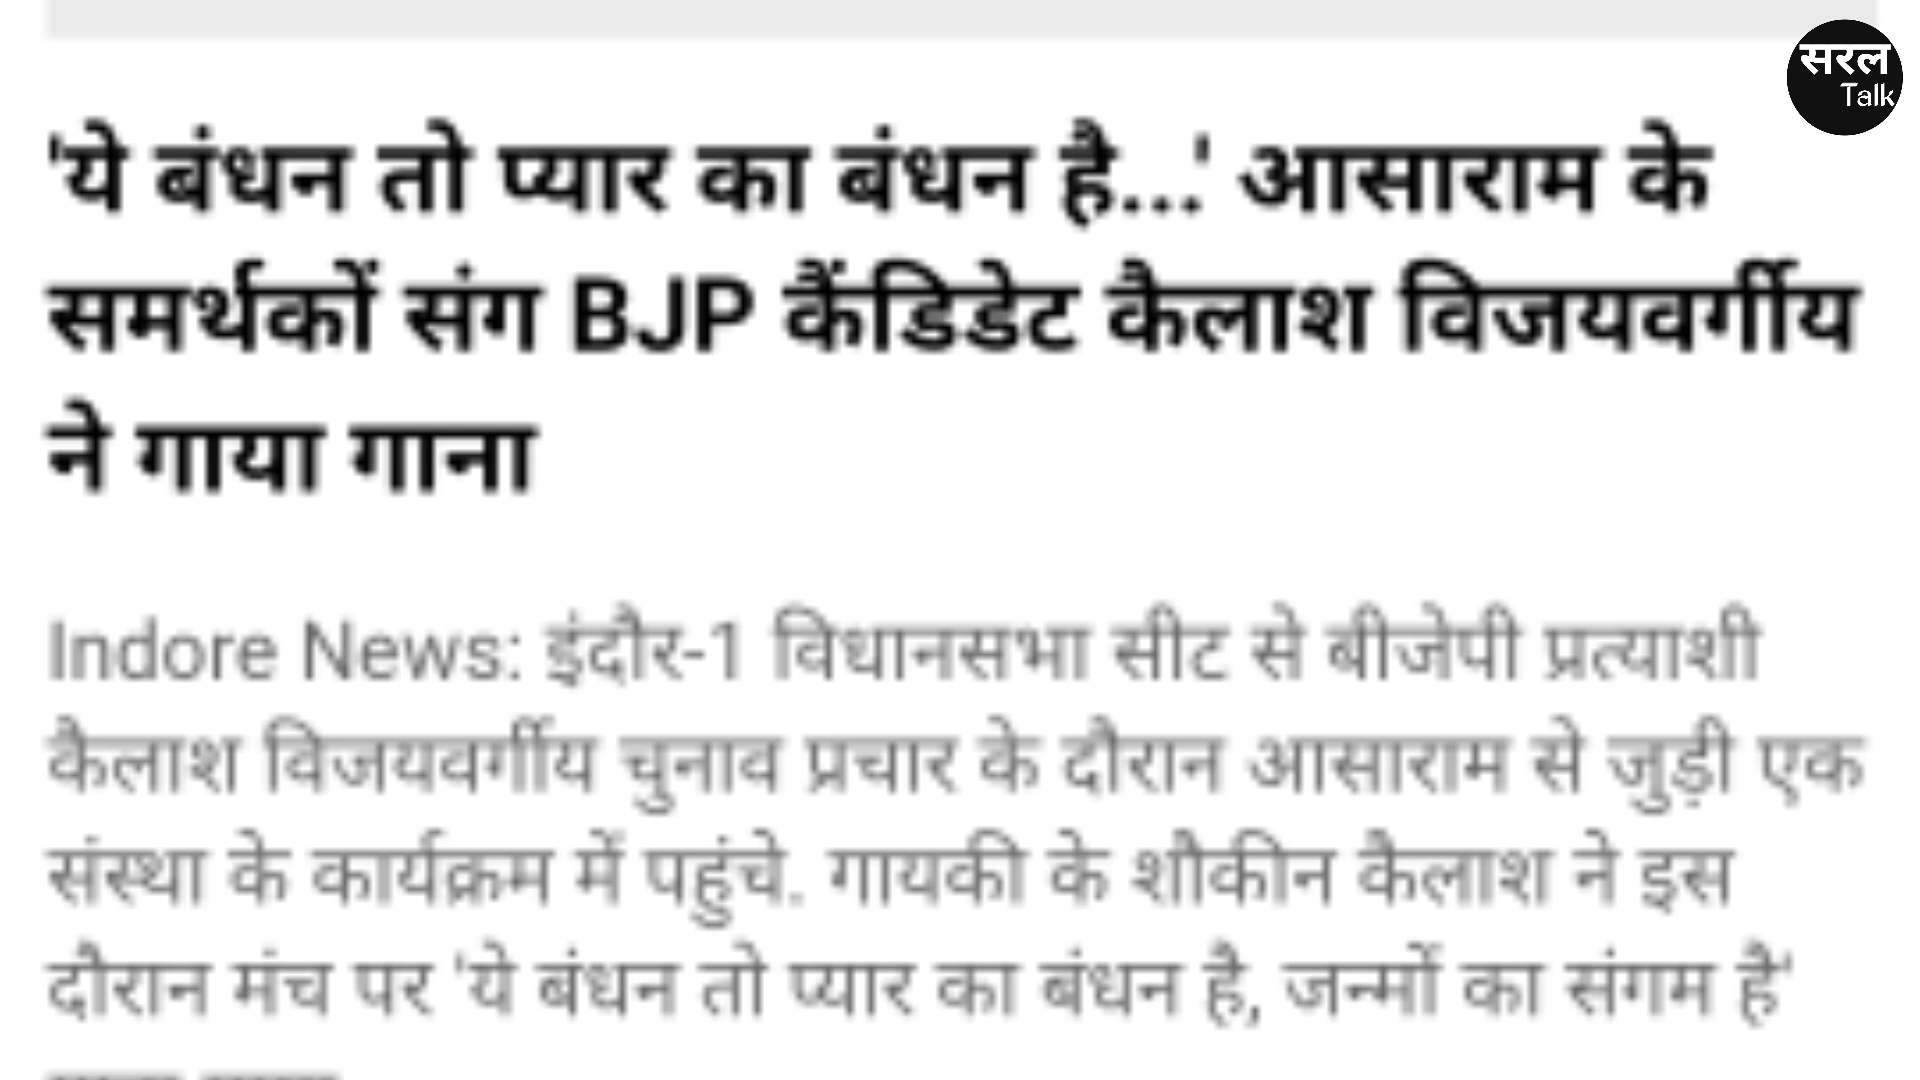 सरल
Talk
'ये बंधन तो प्यार का बंधन है...' आसाराम के
समर्थकों संग BJP कैंडिडेट कैलाश विजयवर्गीय
ने गाया गाना
Indore News: इंदौर-1 विधानसभा सीट से बीजेपी प्रत्याशी
कैलाश विजयवर्गीय चुनाव प्रचार के दौरान आसाराम से जुड़ी एक
संस्था के कार्यक्रम में पहुंचे. गायकी के शौकीन कैलाश ने इस
दौरान मंच पर 'ये बंधन तो प्यार का बंधन है, जन्मों का संगम है'